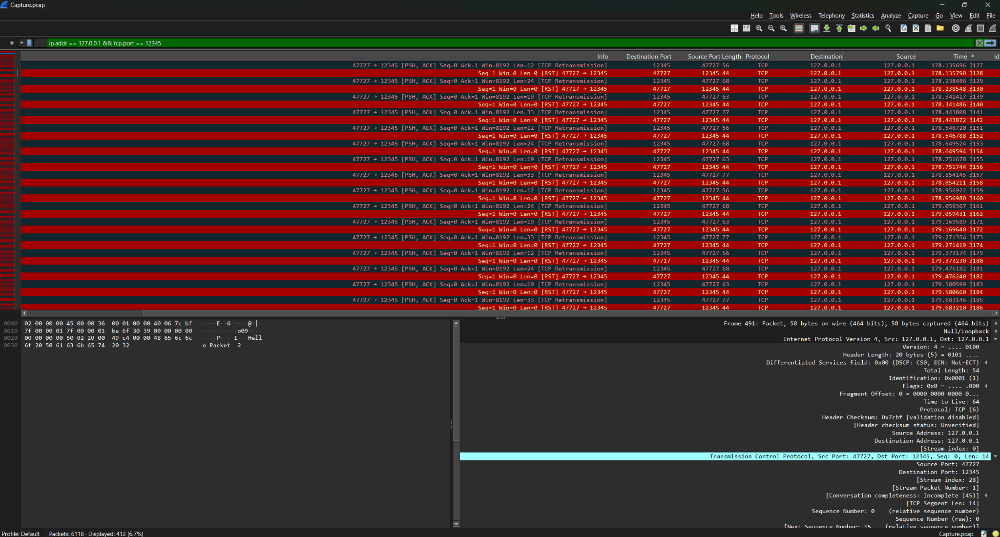 Capture.pcap
Help Tools Wireless Telephony Statistics Analyze Capture Go View Edit File
ip.addr == 127.0.0.1 && tcp.port == 12345
Info Destination Port Source Port Length Protocol Destination Source Time id
47727 → 12345 [PSH, ACK] Seq=0 Ack=1 Win=8192 Len=12 [TCP Retransmission] 12345 47727 56 TCP 127.0.0.1 127.0.0.1 178.135696 3127
Seq=1 Win=0 Len=0 [RST] 47727 → 12345 47727 12345 44 TCP 127.0.0.1 127.0.0.1 178.135790 3128
47727 → 12345 [PSH, ACK] Seq=0 Ack=1 Win=8192 Len=24 [TCP Retransmission] 12345 47727 68 TCP 127.0.0.1 127.0.0.1 178.238486 3129
Seq=1 Win=0 Len=0 [RST] 47727 → 12345 47727 12345 44 TCP 127.0.0.1 127.0.0.1 178.238548 3130
47727 → 12345 [PSH, ACK] Seq=0 Ack=1 Win=8192 Len=19 [TCP Retransmission] 12345 47727 63 TCP 127.0.0.1 127.0.0.1 178.341417 3139
Seq=1 Win=0 Len=0 [RST] 47727 → 12345 47727 12345 44 TCP 127.0.0.1 127.0.0.1 178.341486 3140
47727 → 12345 [PSH, ACK] Seq=0 Ack=1 Win=8192 Len=33 [TCP Retransmission] 12345 47727 77 TCP 127.0.0.1 127.0.0.1 178.443808 3141
Seq=1 Win=0 Len=0 [RST] 47727 → 12345 47727 12345 44 TCP 127.0.0.1 127.0.0.1 178.443872 3142
47727 → 12345 [PSH, ACK] Seq=0 Ack=1 Win=8192 Len=12 [TCP Retransmission] 12345 47727 56 TCP 127.0.0.1 127.0.0.1 178.546720 3151
Seq=1 Win=0 Len=0 [RST] 47727 → 12345 47727 12345 44 TCP 127.0.0.1 127.0.0.1 178.546788 3152
47727 → 12345 [PSH, ACK] Seq=0 Ack=1 Win=8192 Len=24 [TCP Retransmission] 12345 47727 68 TCP 127.0.0.1 127.0.0.1 178.649524 3153
Seq=1 Win=0 Len=0 [RST] 47727 → 12345 47727 12345 44 TCP 127.0.0.1 127.0.0.1 178.649594 3154
47727 → 12345 [PSH, ACK] Seq=0 Ack=1 Win=8192 Len=19 [TCP Retransmission] 12345 47727 63 TCP 127.0.0.1 127.0.0.1 178.751678 3155
Seq=1 Win=0 Len=0 [RST] 47727 → 12345 47727 12345 44 TCP 127.0.0.1 127.0.0.1 178.751744 3156
47727 → 12345 [PSH, ACK] Seq=0 Ack=1 Win=8192 Len=33 [TCP Retransmission] 12345 47727 77 TCP 127.0.0.1 127.0.0.1 178.854145 3157
Seq=1 Win=0 Len=0 [RST] 47727 → 12345 47727 12345 44 TCP 127.0.0.1 127.0.0.1 178.854211 3158
47727 → 12345 [PSH, ACK] Seq=0 Ack=1 Win=8192 Len=12 [TCP Retransmission] 12345 47727 56 TCP 127.0.0.1 127.0.0.1 178.956922 3159
Seq=1 Win=0 Len=0 [RST] 47727 → 12345 47727 12345 44 TCP 127.0.0.1 127.0.0.1 178.956980 3160
47727 → 12345 [PSH, ACK] Seq=0 Ack=1 Win=8192 Len=24 [TCP Retransmission] 12345 47727 68 TCP 127.0.0.1 127.0.0.1 179.059367 3161
Seq=1 Win=0 Len=0 [RST] 47727 → 12345 47727 12345 44 TCP 127.0.0.1 127.0.0.1 179.059431 3162
47727 → 12345 [PSH, ACK] Seq=0 Ack=1 Win=8192 Len=19 [TCP Retransmission] 12345 47727 63 TCP 127.0.0.1 127.0.0.1 179.169589 3171
Seq=1 Win=0 Len=0 [RST] 47727 → 12345 47727 12345 44 TCP 127.0.0.1 127.0.0.1 179.169640 3172
47727 → 12345 [PSH, ACK] Seq=0 Ack=1 Win=8192 Len=33 [TCP Retransmission] 12345 47727 77 TCP 127.0.0.1 127.0.0.1 179.271354 3173
Seq=1 Win=0 Len=0 [RST] 47727 → 12345 47727 12345 44 TCP 127.0.0.1 127.0.0.1 179.271419 3174
47727 → 12345 [PSH, ACK] Seq=0 Ack=1 Win=8192 Len=12 [TCP Retransmission] 12345 47727 56 TCP 127.0.0.1 127.0.0.1 179.373174 3179
Seq=1 Win=0 Len=0 [RST] 47727 → 12345 47727 12345 44 TCP 127.0.0.1 127.0.0.1 179.373230 3180
47727 → 12345 [PSH, ACK] Seq=0 Ack=1 Win=8192 Len=24 [TCP Retransmission] 12345 47727 68 TCP 127.0.0.1 127.0.0.1 179.476182 3181
Seq=1 Win=0 Len=0 [RST] 47727 → 12345 47727 12345 44 TCP 127.0.0.1 127.0.0.1 179.476240 3182
47727 → 12345 [PSH, ACK] Seq=0 Ack=1 Win=8192 Len=19 [TCP Retransmission] 12345 47727 63 TCP 127.0.0.1 127.0.0.1 179.580599 3183
Seq=1 Win=0 Len=0 [RST] 47727 → 12345 47727 12345 44 TCP 127.0.0.1 127.0.0.1 179.580660 3184
47727 → 12345 [PSH, ACK] Seq=0 Ack=1 Win=8192 Len=33 [TCP Retransmission] 12345 47727 77 TCP 127.0.0.1 127.0.0.1 179.683146 3185
Seq=1 Win=0 Len=0 [RST] 47727 → 12345 47727 12345 44 TCP 127.0.0.1 127.0.0.1 179.683210 3186
0000 02 00 00 00 45 00 00 36 00 01 00 00 40 06 7c bf ····E··6 ····@·|·
0010 7f 00 00 01 7f 00 00 01 ba 6f 30 39 00 00 00 00 ········ ·o09····
0020 00 00 00 00 50 02 20 00 49 c4 00 00 48 65 6c 6c ····P· · I···Hell
0030 6f 20 50 61 63 6b 65 74 20 32 o Packet 2
Frame 491: Packet, 58 bytes on wire (464 bits), 58 bytes captured (464 bits)
Null/Loopback
Internet Protocol Version 4, Src: 127.0.0.1, Dst: 127.0.0.1
Version: 4 = .... 0100
Header Length: 20 bytes (5) = 0101 ....
Differentiated Services Field: 0x00 (DSCP: CS0, ECN: Not-ECT)
Total Length: 54
Identification: 0x0001 (1)
Flags: 0x0 = .... .000
Fragment Offset: 0 = 0000 0000 0000 0...
Time to Live: 64
Protocol: TCP (6)
Header Checksum: 0x7cbf [validation disabled]
[Header checksum status: Unverified]
Source Address: 127.0.0.1
Destination Address: 127.0.0.1
[Stream index: 0]
Transmission Control Protocol, Src Port: 47727, Dst Port: 12345, Seq: 0, Len: 14
Source Port: 47727
Destination Port: 12345
[Stream index: 28]
[Stream Packet Number: 1]
[Conversation completeness: Incomplete (45)]
[TCP Segment Len: 14]
Sequence Number: 0 (relative sequence number)
Sequence Number (raw): 0
[Next Sequence Number: 15 (relative sequence number)]
Profile: Default Packets: 6118 · Displayed: 412 (6.7%) Capture.pcap